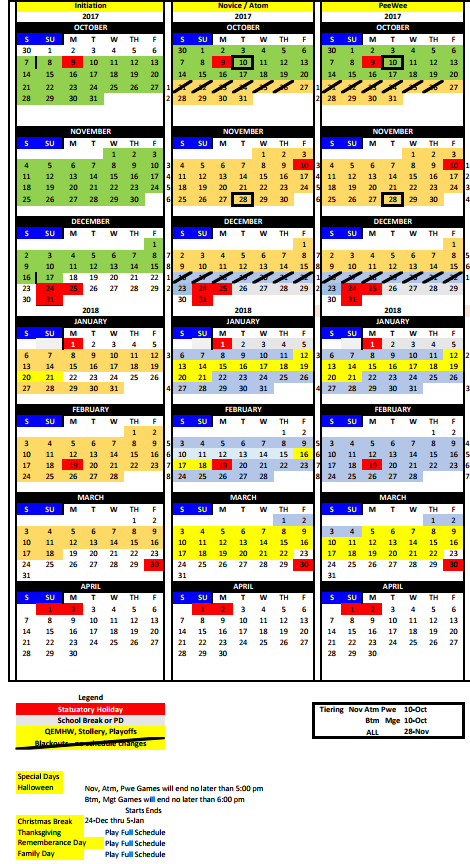 Initiation
2017
OCTOBER
S SU M T W TH F
30 1 2 3 4 5 6
7 8 9 10 11 12 13
14 15 16 17 18 19 20
21 22 23 24 25 26 27
28 29 30 31
NOVEMBER
1 2 3
4 5 6 7 8 9 10
11 12 13 14 15 16 17
18 19 20 21 22 23 24
25 26 27 28 29 30
DECEMBER
S SU M T W TH F
1
2 3 4 5 6 7 8
9 10 11 12 13 14 15
16 17 18 19 20 21 22
23 24 25 26 27 28 29
30 31
2018
JANUARY
S SU M T W TH F
1 2 3 4 5
6 7 8 9 10 11 12
13 14 15 16 17 18 19
20 21 22 23 24 25 26
27 28 29 30 31
FEBRUARY
S SU M T W TH F
1 2
3 4 5 6 7 8 9
10 11 12 13 14 15 16
17 18 19 20 21 22 23
24 25 26 27 28
MARCH
S SU M T W TH F
1 2
3 4 5 6 7 8 9
10 11 12 13 14 15 16
17 18 19 20 21 22 23
24 25 26 27 28 29 30
31
APRIL
S SU M T W TH F
1 2 3 4 5 6
7 8 9 10 11 12 13
14 15 16 17 18 19 20
21 22 23 24 25 26 27
28 29 30
Novice / Atom
2017
OCTOBER
S SU M T W TH F
30 1 2 3 4 5 6
7 8 9 10 11 12 13
14 15 16 17 18 19 20
27
28 29 30 31
NOVEMBER
1 2 3
4 5 6 7 8 9 10
11 12 13 14 15 16 17
18 19 20 21 22 23 24
25 26 27 28 29 30
DECEMBER
S SU M T W TH F
1
2 3 4 5 6 7 8
9 10 11 12 13 14 15
23 24 25 26 27 28 29
30 31
2018
JANUARY
S SU M T W TH F
1 2 3 4 5
6 7 8 9 10 11 12
13 14 15 16 17 18 19
20 21 22 23 24 25 26
27 28 29 30 31
FEBRUARY
S SU M T W TH F
1 2
3 4 5 6 7 8 9
10 11 12 13 14 15 16
17 18 19 20 21 22 23
24 25 26 27 28
MARCH
S SU M T W TH F
1 2
3 4 5 6 7 8 9
10 11 12 13 14 15 16
17 18 19 20 21 22 23
24 25 26 27 28 29 30
31
APRIL
S SU M T W TH F
1 2 3 4 5 6
7 8 9 10 11 12 13
14 15 16 17 18 19 20
21 22 23 24 25 26 27
28 29 30
PeeWee
2017
OCTOBER
S SU M T W TH F
30 1 2 3 4 5 6
7 8 9 10 11 12 13
14 15 16 17 18 19 20
27
28 29 30 31
NOVEMBER
1 2 3
4 5 6 7 8 9 10
11 12 13 14 15 16 17
18 19 20 21 22 23 24
25 26 27 28 29 30
DECEMBER
S SU M T W TH F
1
2 3 4 5 6 7 8
9 10 11 12 13 14 15
23 24 25 26 27 28 29
30 31
2018
JANUARY
S SU M T W TH F
1 2 3 4 5
6 7 8 9 10 11 12
13 14 15 16 17 18 19
20 21 22 23 24 25 26
27 28 29 30 31
FEBRUARY
S SU M T W TH F
1 2
3 4 5 6 7 8 9
10 11 12 13 14 15 16
17 18 19 20 21 22 23
24 25 26 27 28
MARCH
S SU M T W TH F
1 2
3 4 5 6 7 8 9
10 11 12 13 14 15 16
17 18 19 20 21 22 23
24 25 26 27 28 29 30
31
APRIL
S SU M T W TH F
1 2 3 4 5 6
7 8 9 10 11 12 13
14 15 16 17 18 19 20
21 22 23 24 25 26 27
28 29 30
Legend
Statuatory Holiday
School Break or PD
QEMHW, Stollery, Playoffs
Blackouts - no schedule changes
Tiering Nov Atm Pwe 10-Oct
Btm Mge 10-Oct
ALL 28-Nov
Special Days
Halloween Nov, Atm, Pwe Games will end no later than 5:00 pm
Btm, Mgt Games will end no later than 6:00 pm
Starts Ends
Christmas Break 24-Dec thru 5-Jan
Thanksgiving Play Full Schedule
Rememberence Day Play Full Schedule
Family Day Play Full Schedule